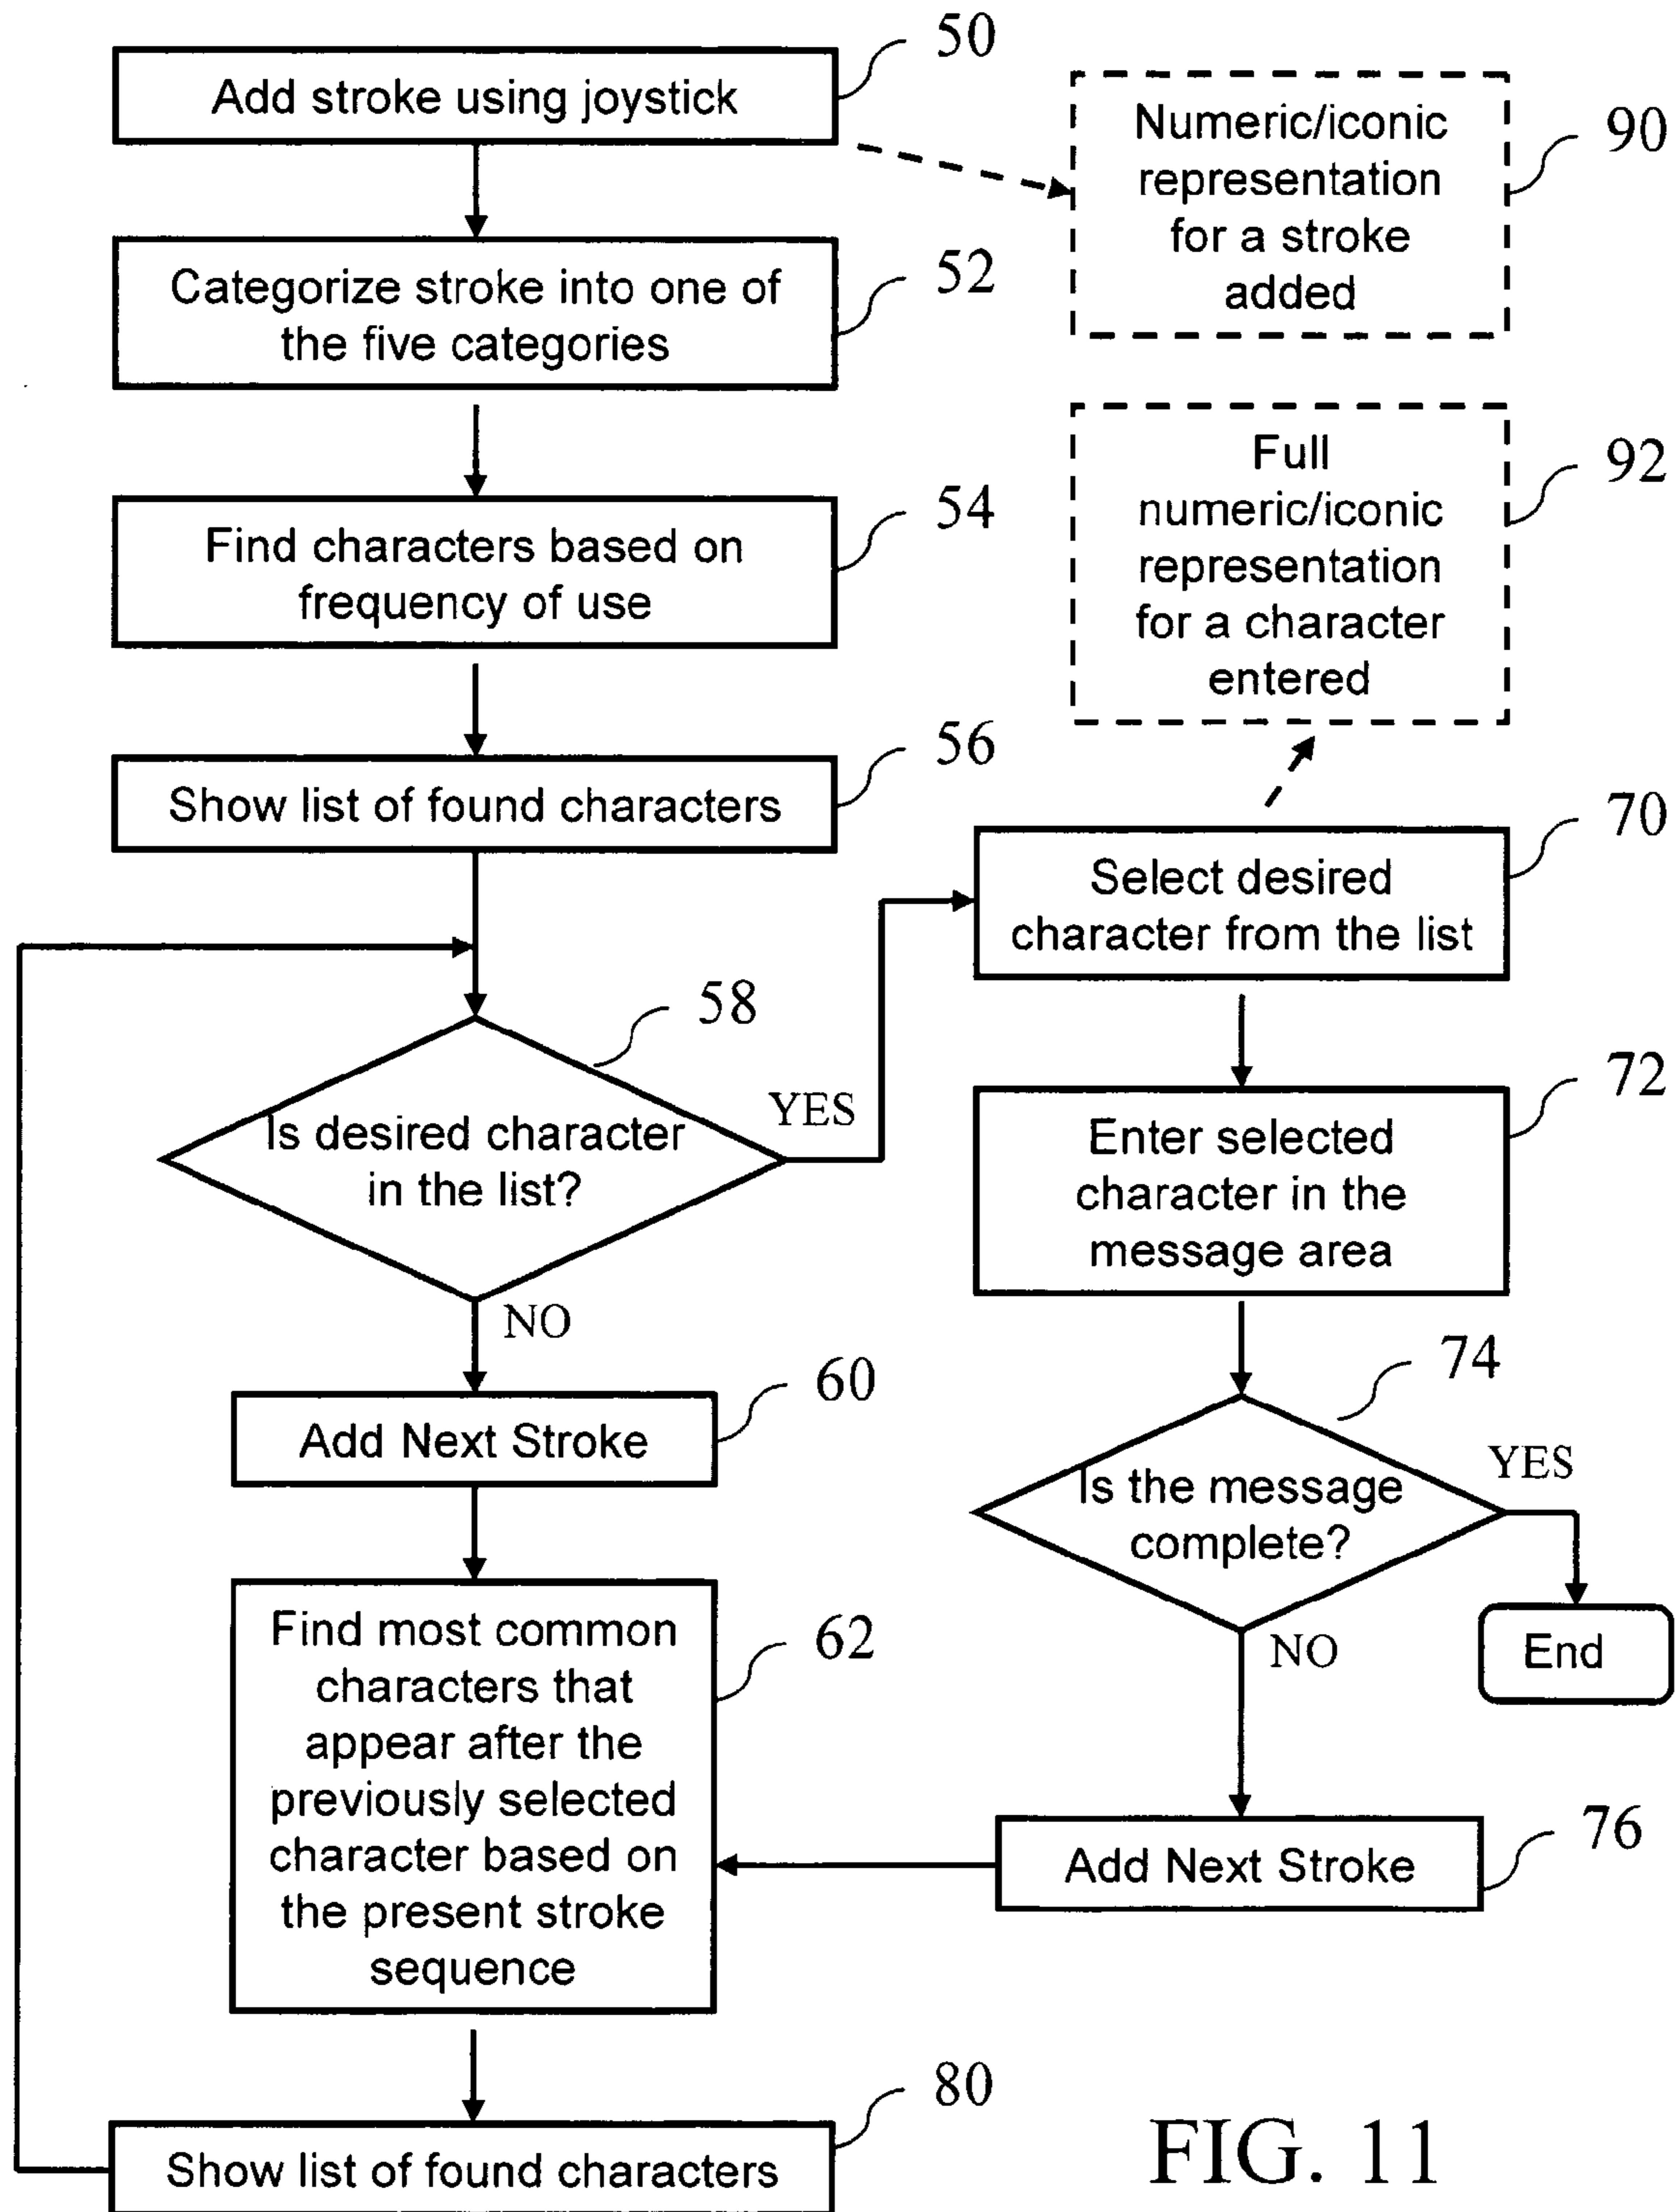 50
Add stroke using joystick
Numeric/iconic
representation
for a stroke
added
90
52
Categorize stroke into one of
the five categories
Full
numeric/iconic
representation
for a character
entered
92
54
Find characters based on
frequency of use
56
Show list of found characters
70
Select desired
character from the list
58
Is desired character
in the list?
YES
NO
72
Enter selected
character in the
message area
74
Is the message
complete?
YES
NO
End
60
Add Next Stroke
62
Find most common
characters that
appear after the
previously selected
character based on
the present stroke
sequence
76
Add Next Stroke
80
Show list of found characters
FIG. 11